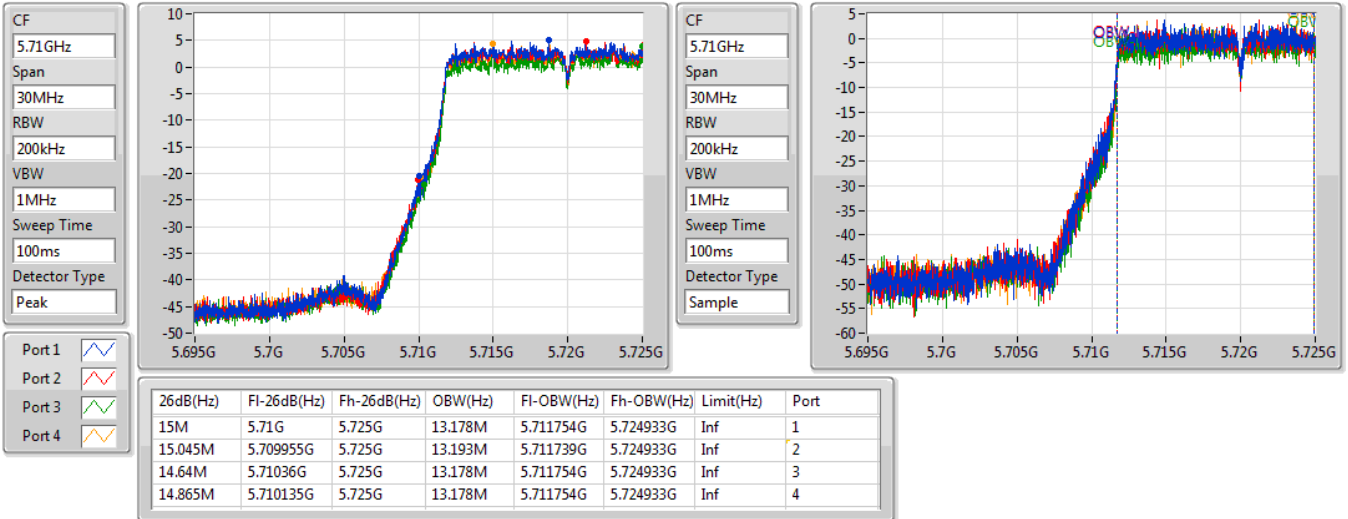 CF
5.71GHz
Span
30MHz
RBW
200kHz
VBW
1MHz
Sweep Time
100ms
Detector Type
Peak
10
5
0
-5
-10
-15
-20
-25
-30
-35
-40
-45
-50
5.695G 5.7G 5.705G 5.71G 5.715G 5.72G 5.725G
CF
5.71GHz
Span
30MHz
RBW
200kHz
VBW
1MHz
Sweep Time
100ms
Detector Type
Sample
5
0
-5
-10
-15
-20
-25
-30
-35
-40
-45
-50
-55
-60
5.695G 5.7G 5.705G 5.71G 5.715G 5.72G 5.725G
Port 1
Port 2
Port 3
Port 4
26dB(Hz) Fl-26dB(Hz) Fh-26dB(Hz) OBW(Hz) Fl-OBW(Hz) Fh-OBW(Hz) Limit(Hz) Port
15M 5.71G 5.725G 13.178M 5.711754G 5.724933G Inf 1
15.045M 5.709955G 5.725G 13.193M 5.711739G 5.724933G Inf 2
14.64M 5.71036G 5.725G 13.178M 5.711754G 5.724933G Inf 3
14.865M 5.710135G 5.725G 13.178M 5.711754G 5.724933G Inf 4